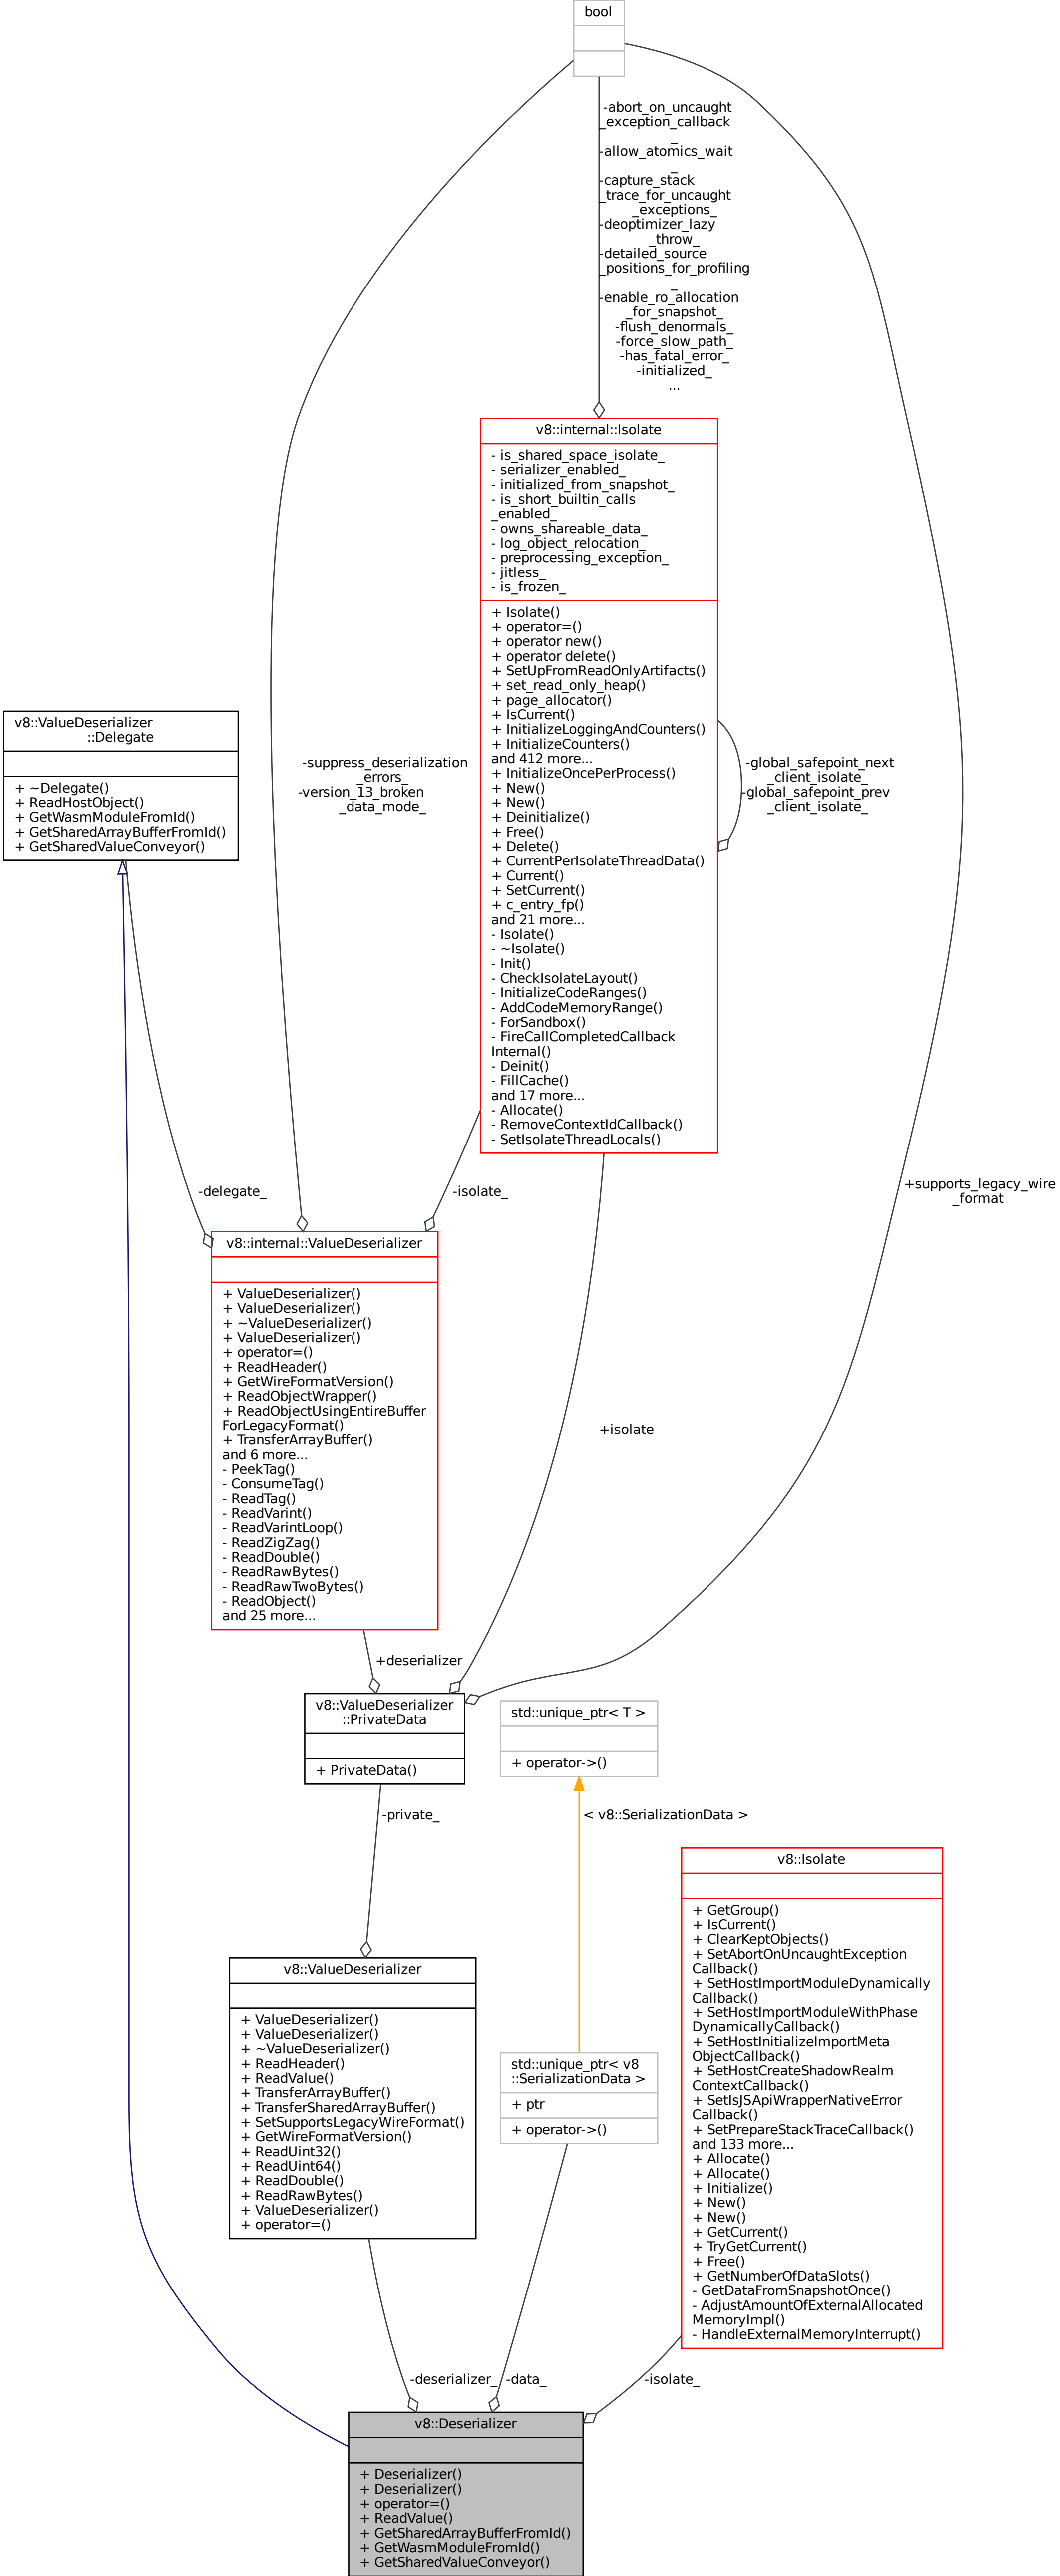 bool
-abort_on_uncaught
_exception_callback
_
-allow_atomics_wait
_
-capture_stack
_trace_for_uncaught
_exceptions_
-deoptimizer_lazy
_throw_
-detailed_source
_positions_for_profiling
_
-enable_ro_allocation
_for_snapshot_
-flush_denormals_
-force_slow_path_
-has_fatal_error_
-initialized_
...
v8::internal::Isolate
- is_shared_space_isolate_
- serializer_enabled_
- initialized_from_snapshot_
- is_short_builtin_calls
_enabled_
- owns_shareable_data_
- log_object_relocation_
- preprocessing_exception_
- jitless_
- is_frozen_
+ Isolate()
+ operator=()
+ operator new()
+ operator delete()
+ SetUpFromReadOnlyArtifacts()
+ set_read_only_heap()
+ page_allocator()
+ IsCurrent()
+ InitializeLoggingAndCounters()
+ InitializeCounters()
and 412 more...
+ InitializeOncePerProcess()
+ New()
+ New()
+ Deinitialize()
+ Free()
+ Delete()
+ CurrentPerIsolateThreadData()
+ Current()
+ SetCurrent()
+ c_entry_fp()
and 21 more...
- Isolate()
- ~Isolate()
- Init()
- CheckIsolateLayout()
- InitializeCodeRanges()
- AddCodeMemoryRange()
- ForSandbox()
- FireCallCompletedCallback
Internal()
- Deinit()
- FillCache()
and 17 more...
- Allocate()
- RemoveContextIdCallback()
- SetIsolateThreadLocals()
-global_safepoint_next
_client_isolate_
-global_safepoint_prev
_client_isolate_
v8::ValueDeserializer
::Delegate
+ ~Delegate()
+ ReadHostObject()
+ GetWasmModuleFromId()
+ GetSharedArrayBufferFromId()
+ GetSharedValueConveyor()
-suppress_deserialization
_errors_
-version_13_broken
_data_mode_
-delegate_
-isolate_
+supports_legacy_wire
_format
v8::internal::ValueDeserializer
+ ValueDeserializer()
+ ValueDeserializer()
+ ~ValueDeserializer()
+ ValueDeserializer()
+ operator=()
+ ReadHeader()
+ GetWireFormatVersion()
+ ReadObjectWrapper()
+ ReadObjectUsingEntireBuffer
ForLegacyFormat()
+ TransferArrayBuffer()
and 6 more...
- PeekTag()
- ConsumeTag()
- ReadTag()
- ReadVarint()
- ReadVarintLoop()
- ReadZigZag()
- ReadDouble()
- ReadRawBytes()
- ReadRawTwoBytes()
- ReadObject()
and 25 more...
+isolate
+deserializer
v8::ValueDeserializer
::PrivateData
+ PrivateData()
std::unique_ptr< T >
+ operator->()
-private_
< v8::SerializationData >
v8::Isolate
+ GetGroup()
+ IsCurrent()
+ ClearKeptObjects()
+ SetAbortOnUncaughtException
Callback()
+ SetHostImportModuleDynamically
Callback()
+ SetHostImportModuleWithPhase
DynamicallyCallback()
+ SetHostInitializeImportMeta
ObjectCallback()
+ SetHostCreateShadowRealm
ContextCallback()
+ SetIsJSApiWrapperNativeError
Callback()
+ SetPrepareStackTraceCallback()
and 133 more...
+ Allocate()
+ Allocate()
+ Initialize()
+ New()
+ New()
+ GetCurrent()
+ TryGetCurrent()
+ Free()
+ GetNumberOfDataSlots()
- GetDataFromSnapshotOnce()
- AdjustAmountOfExternalAllocated
MemoryImpl()
- HandleExternalMemoryInterrupt()
v8::ValueDeserializer
+ ValueDeserializer()
+ ValueDeserializer()
+ ~ValueDeserializer()
+ ReadHeader()
+ ReadValue()
+ TransferArrayBuffer()
+ TransferSharedArrayBuffer()
+ SetSupportsLegacyWireFormat()
+ GetWireFormatVersion()
+ ReadUint32()
+ ReadUint64()
+ ReadDouble()
+ ReadRawBytes()
+ ValueDeserializer()
+ operator=()
std::unique_ptr< v8
::SerializationData >
+ ptr
+ operator->()
-deserializer_
-data_
-isolate_
v8::Deserializer
+ Deserializer()
+ Deserializer()
+ operator=()
+ ReadValue()
+ GetSharedArrayBufferFromId()
+ GetWasmModuleFromId()
+ GetSharedValueConveyor()